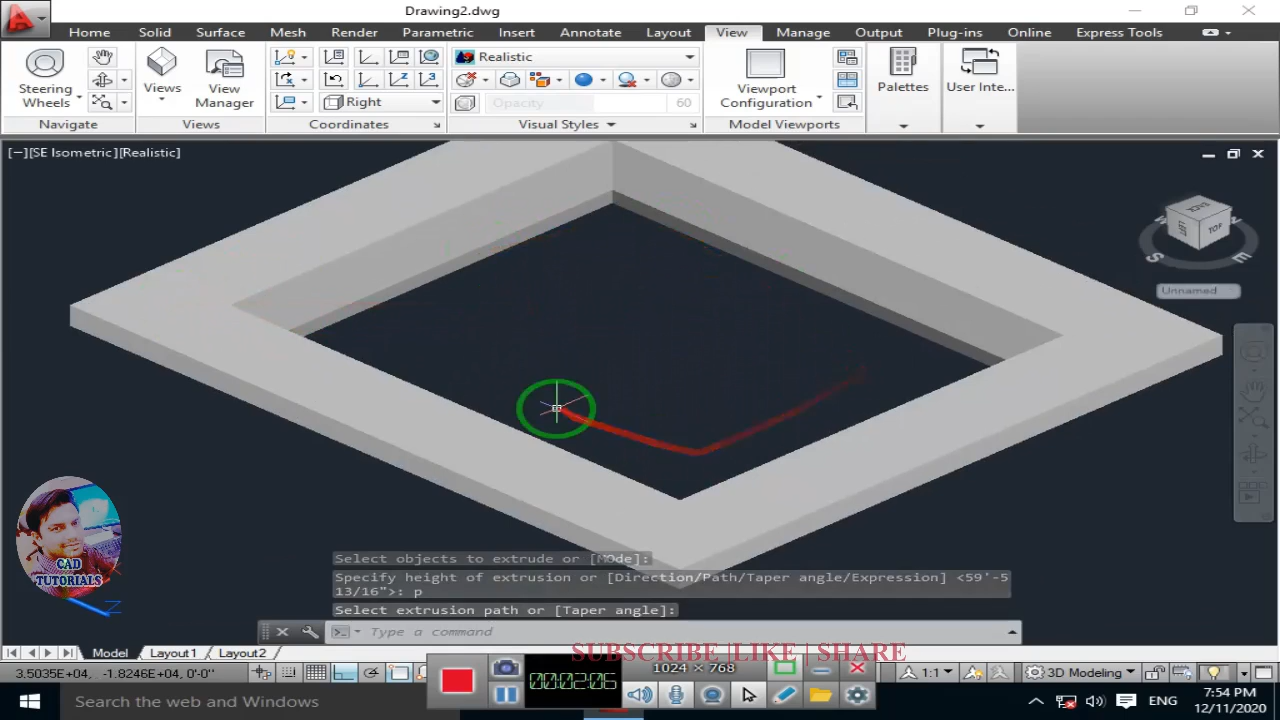 Drawing2.dwg
Home Solid Surface Mesh Render Parametric Insert Annotate Layout View Manage Output Plug-ins Online Express Tools
Realistic
Steering Wheels
Views
View Manager
Right
Opacity 60
Viewport Configuration
Palettes
User Inte...
Navigate Views Coordinates Visual Styles Model Viewports
[−][SE Isometric][Realistic]
S TOP
S E
Unnamed
CAD
TUTORIALS
Z
Select objects to extrude or [MOde]:
Specify height of extrusion or [Direction/Path/Taper angle/Expression] <59'-5
13/16">: p
Select extrusion path or [Taper angle]:
Type a command
SUBSCRIBE |LIKE | SHARE
Model Layout1 Layout2
3.5035E+04, -1.8246E+04, 0'-0"
1024 × 768
00:02:06
1:1
3D Modeling
Search the web and Windows
ENG
7:54 PM
12/11/2020